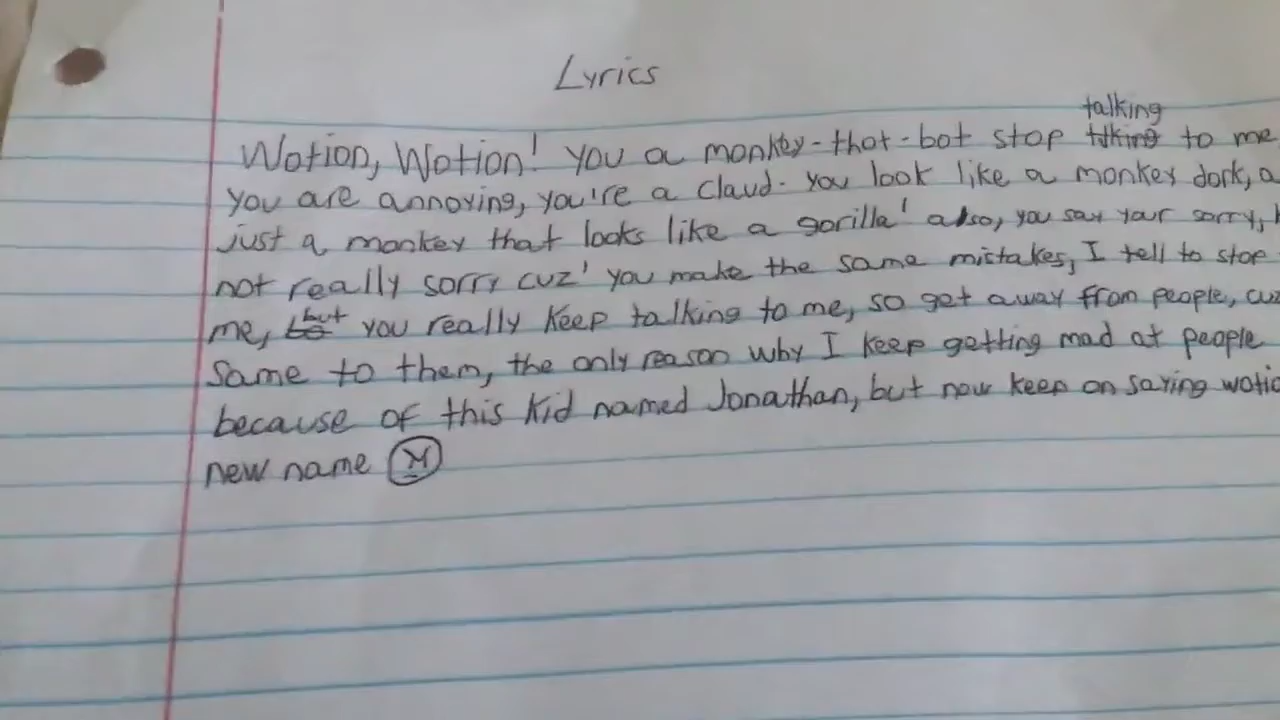 Lyrics
talking
Wotion, Wotion! You a monkey-thot-bot stop tlking to me
you are annoying, you're a Claud. You look like a monkey dork, a
just a monkey that looks like a gorilla! also, you say your sorry,
not really sorry cuz' you make the same mistakes, I tell to stop
but
me, you really keep talking to me, so get away from people, cuz
Same to them, the only reason why I keep getting mad at people
because of this kid named Jonathan, but now keep on saying wotio
new name